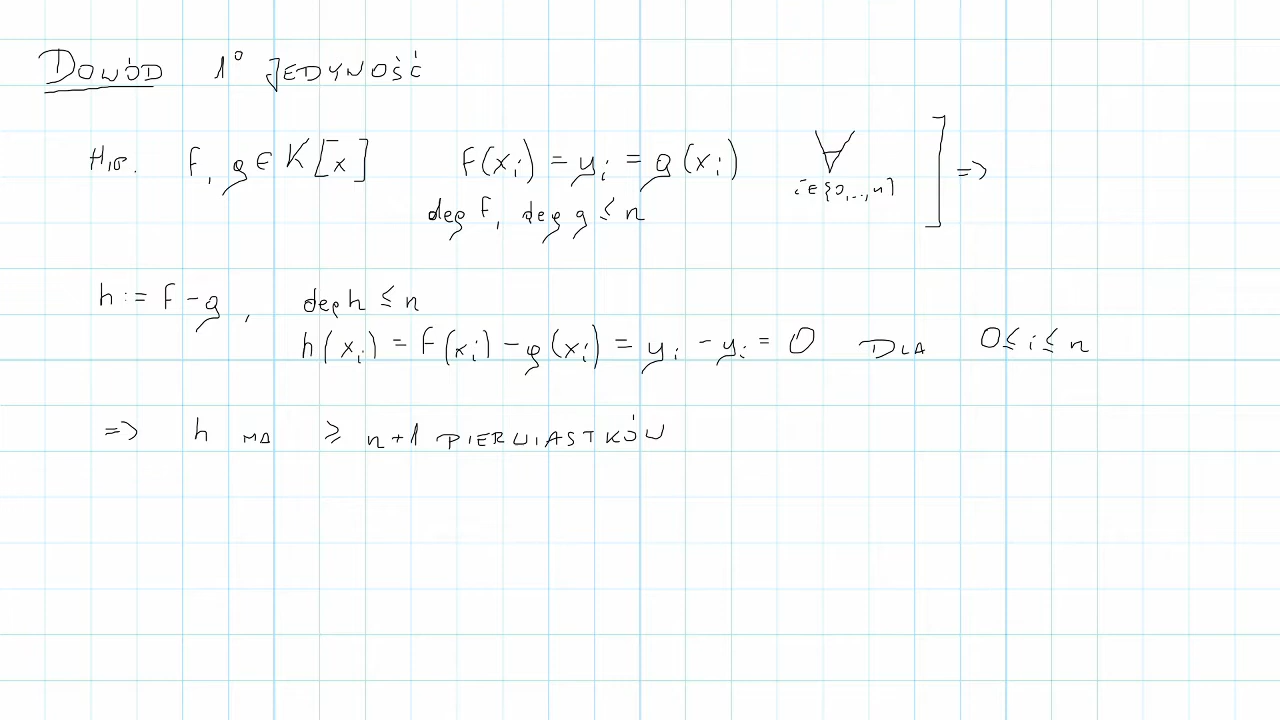 DOWÓD 1° JEDYNOŚĆ
HIP. f, g ∈ K[x] f(xᵢ) = yᵢ = g(xᵢ) ∀ i∈{0,...,n} ] =>
deg f, deg g ≤ n
h := f - g, deg h ≤ n
h(xᵢ) = f(xᵢ) - g(xᵢ) = yᵢ - yᵢ = 0 DLA 0 ≤ i ≤ n
=> h MA ≥ n+1 PIERWIASTKÓW